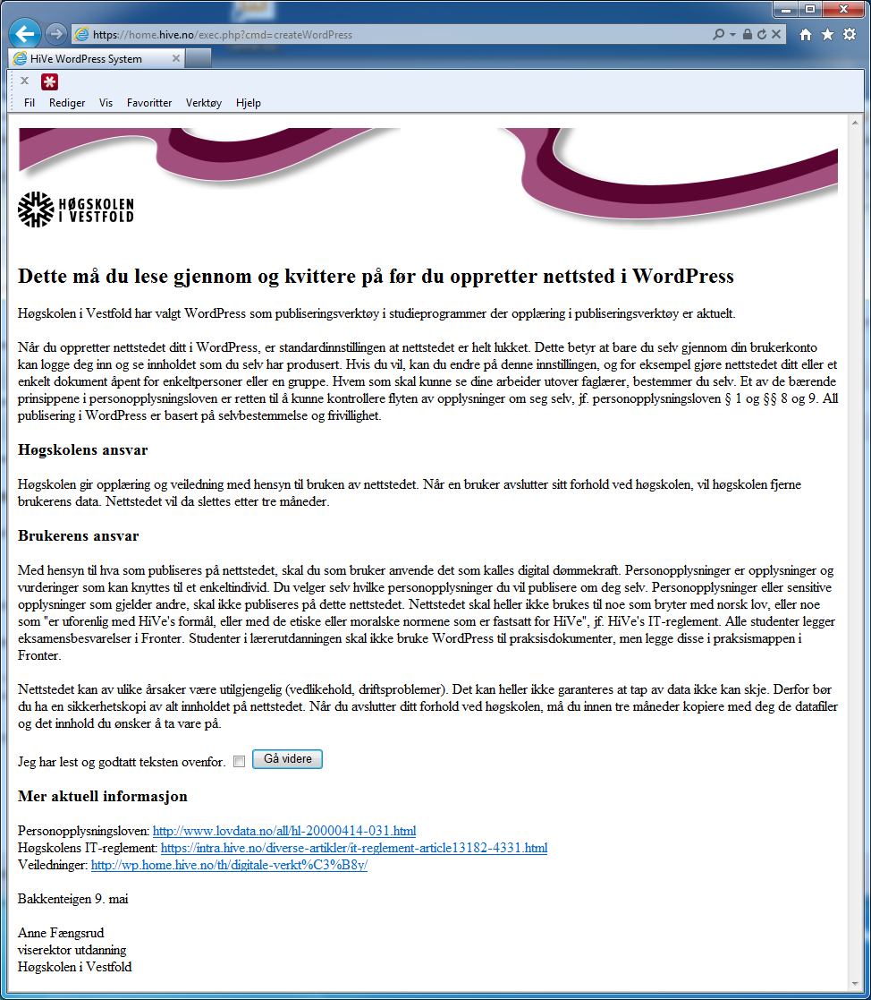 https://home.hive.no/exec.php?cmd=createWordPress
HiVe WordPress System
Fil Rediger Vis Favoritter Verktøy Hjelp
HØGSKOLEN
I VESTFOLD
Dette må du lese gjennom og kvittere på før du oppretter nettsted i WordPress
Høgskolen i Vestfold har valgt WordPress som publiseringsverktøy i studieprogrammer der opplæring i publiseringsverktøy er aktuelt.
Når du oppretter nettstedet ditt i WordPress, er standardinnstillingen at nettstedet er helt lukket. Dette betyr at bare du selv gjennom din brukerkonto
kan logge deg inn og se innholdet som du selv har produsert. Hvis du vil, kan du endre på denne innstillingen, og for eksempel gjøre nettstedet ditt eller et
enkelt dokument åpent for enkeltpersoner eller en gruppe. Hvem som skal kunne se dine arbeider utover faglærer, bestemmer du selv. Et av de bærende
prinsippene i personopplysningsloven er retten til å kunne kontrollere flyten av opplysninger om seg selv, jf. personopplysningsloven § 1 og §§ 8 og 9. All
publisering i WordPress er basert på selvbestemmelse og frivillighet.
Høgskolens ansvar
Høgskolen gir opplæring og veiledning med hensyn til bruken av nettstedet. Når en bruker avslutter sitt forhold ved høgskolen, vil høgskolen fjerne
brukerens data. Nettstedet vil da slettes etter tre måneder.
Brukerens ansvar
Med hensyn til hva som publiseres på nettstedet, skal du som bruker anvende det som kalles digital dømmekraft. Personopplysninger er opplysninger og
vurderinger som kan knyttes til et enkeltindivid. Du velger selv hvilke personopplysninger du vil publisere om deg selv. Personopplysninger eller sensitive
opplysninger som gjelder andre, skal ikke publiseres på dette nettstedet. Nettstedet skal heller ikke brukes til noe som bryter med norsk lov, eller noe
som "er uforenlig med HiVe's formål, eller med de etiske eller moralske normene som er fastsatt for HiVe", jf. HiVe's IT-reglement. Alle studenter legger
eksamensbesvarelser i Fronter. Studenter i lærerutdanningen skal ikke bruke WordPress til praksisdokumenter, men legge disse i praksismappen i
Fronter.
Nettstedet kan av ulike årsaker være utilgjengelig (vedlikehold, driftsproblemer). Det kan heller ikke garanteres at tap av data ikke kan skje. Derfor bør
du ha en sikkerhetskopi av alt innholdet på nettstedet. Når du avslutter ditt forhold ved høgskolen, må du innen tre måneder kopiere med deg de datafiler
og det innhold du ønsker å ta vare på.
Jeg har lest og godtatt teksten ovenfor. Gå videre
Mer aktuell informasjon
Personopplysningsloven: http://www.lovdata.no/all/hl-20000414-031.html
Høgskolens IT-reglement: https://intra.hive.no/diverse-artikler/it-reglement-article13182-4331.html
Veiledninger: http://wp.home.hive.no/th/digitale-verkt%C3%B8y/
Bakkenteigen 9. mai
Anne Fængsrud
viserektor utdanning
Høgskolen i Vestfold